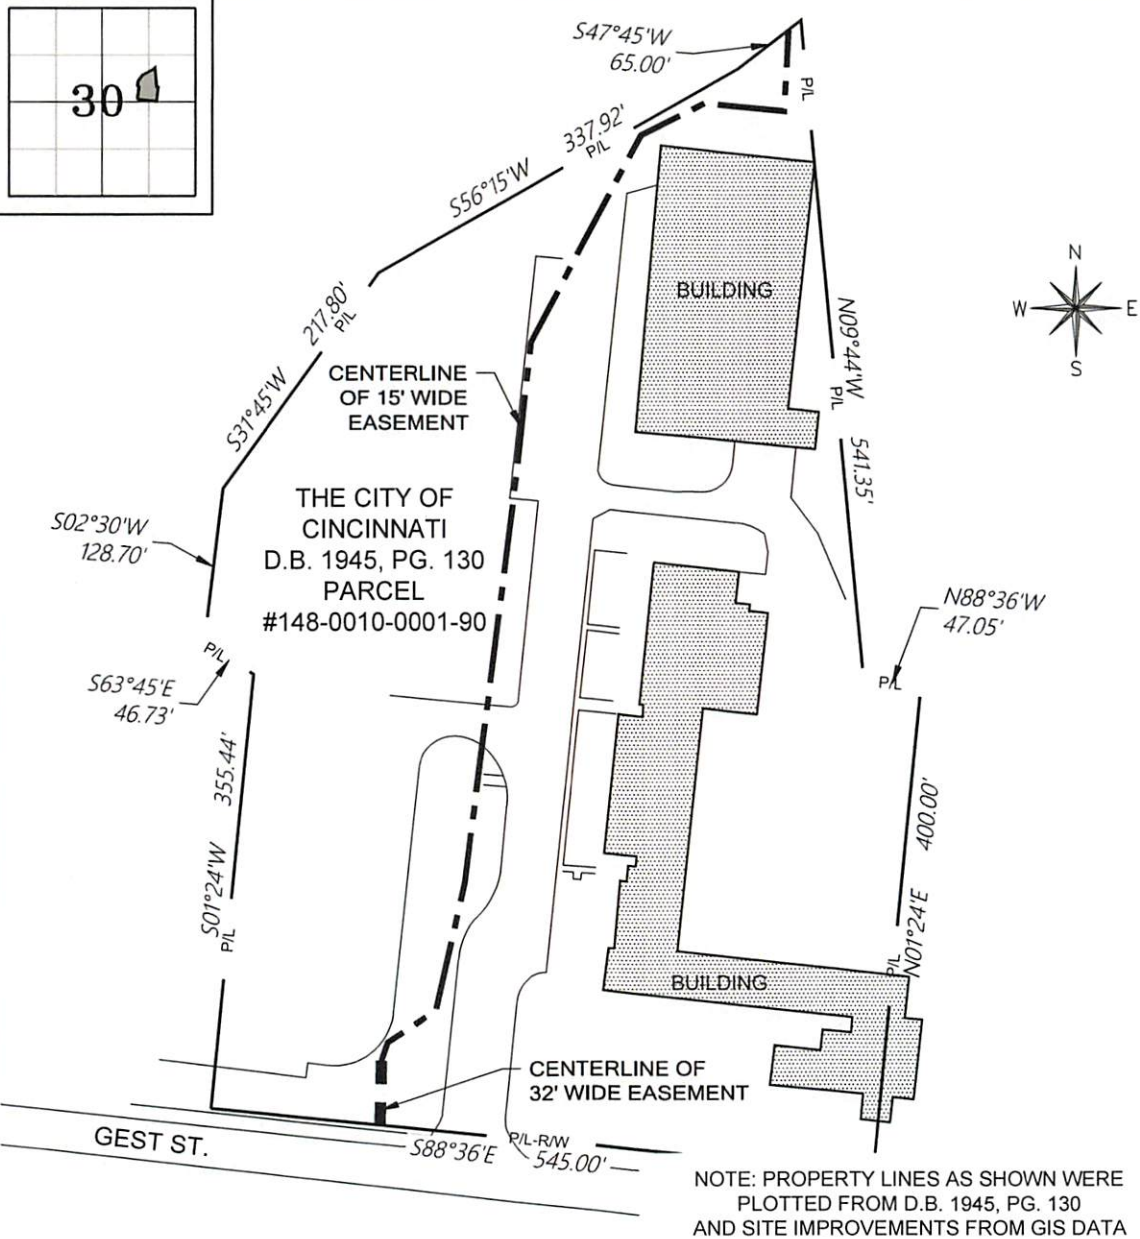 30
S47°45'W
65.00'
P/L
337.92'
P/L
S56°15'W
BUILDING
N
W E
S
217.80'
P/L
N09°44'W
P/L
541.35'
S31°45'W
CENTERLINE
OF 15' WIDE
EASEMENT
THE CITY OF
CINCINNATI
D.B. 1945, PG. 130
PARCEL
#148-0010-0001-90
S02°30'W
128.70'
N88°36'W
47.05'
P/L
P/L
S63°45'E
46.73'
355.44'
S01°24'W
P/L
400.00'
N01°24'E
P/L
BUILDING
CENTERLINE OF
32' WIDE EASEMENT
GEST ST.
S88°36'E
P/L-R/W
545.00'
NOTE: PROPERTY LINES AS SHOWN WERE
PLOTTED FROM D.B. 1945, PG. 130
AND SITE IMPROVEMENTS FROM GIS DATA